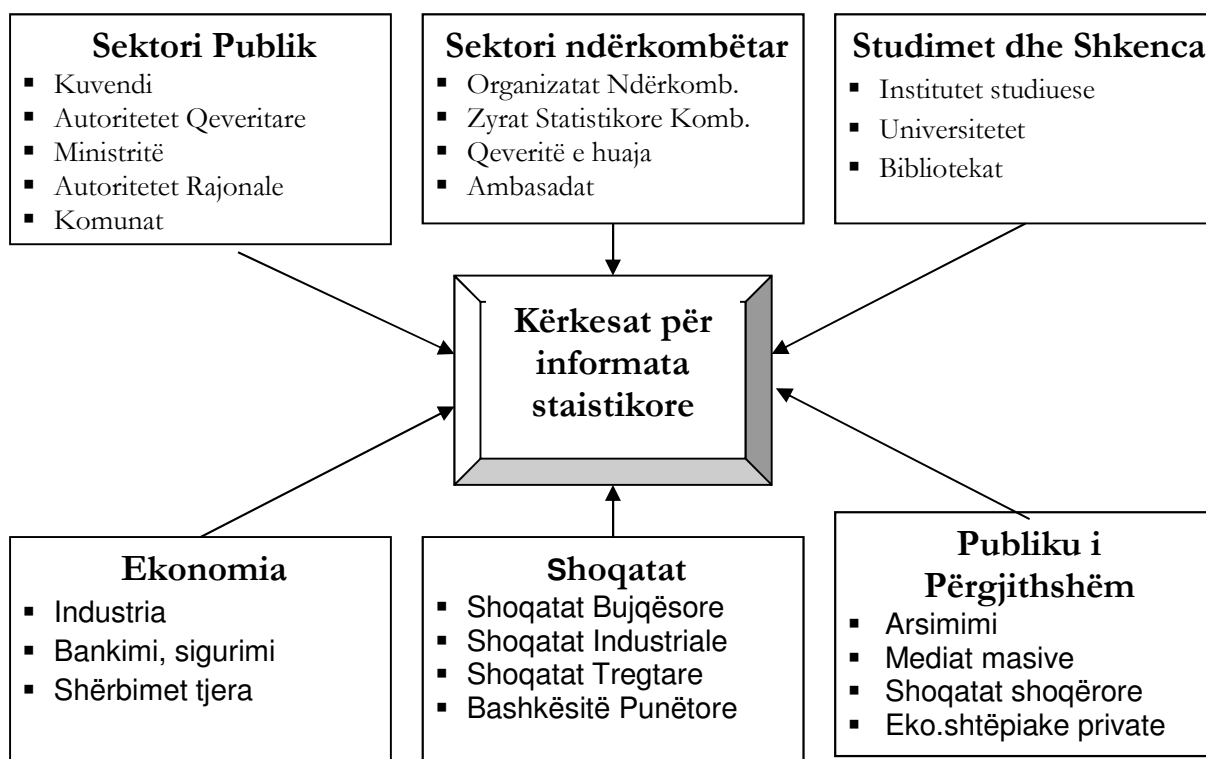 Sektori Publik
▪ Kuvendi
▪ Autoritetet Qeveritare
▪ Ministritë
▪ Autoritetet Rajonale
▪ Komunat
Sektori ndërkombëtar
▪ Organizatat Ndërkomb.
▪ Zyrat Statistikore Komb.
▪ Qeveritë e huaja
▪ Ambasadat
Studimet dhe Shkenca
▪ Institutet studiuese
▪ Universitetet
▪ Bibliotekat
Kërkesat për
informata
staistikore
Ekonomia
▪ Industria
▪ Bankimi, sigurimi
▪ Shërbimet tjera
Shoqatat
▪ Shoqatat Bujqësore
▪ Shoqatat Industriale
▪ Shoqatat Tregtare
▪ Bashkësitë Punëtore
Publiku i
Përgjithshëm
▪ Arsimimi
▪ Mediat masive
▪ Shoqatat shoqërore
▪ Eko.shtëpiake private